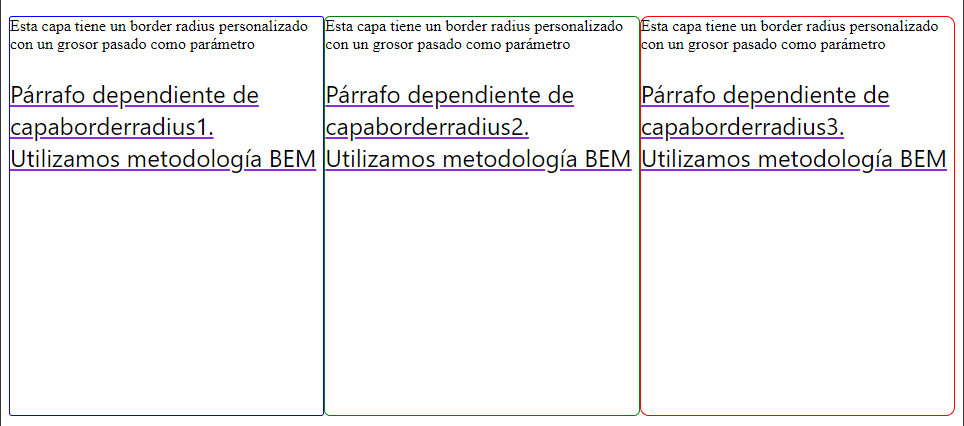 Esta capa tiene un border radius personalizado
con un grosor pasado como parámetro
Párrafo dependiente de
capaborderradius1.
Utilizamos metodología BEM
Esta capa tiene un border radius personalizado
con un grosor pasado como parámetro
Párrafo dependiente de
capaborderradius2.
Utilizamos metodología BEM
Esta capa tiene un border radius personalizado
con un grosor pasado como parámetro
Párrafo dependiente de
capaborderradius3.
Utilizamos metodología BEM